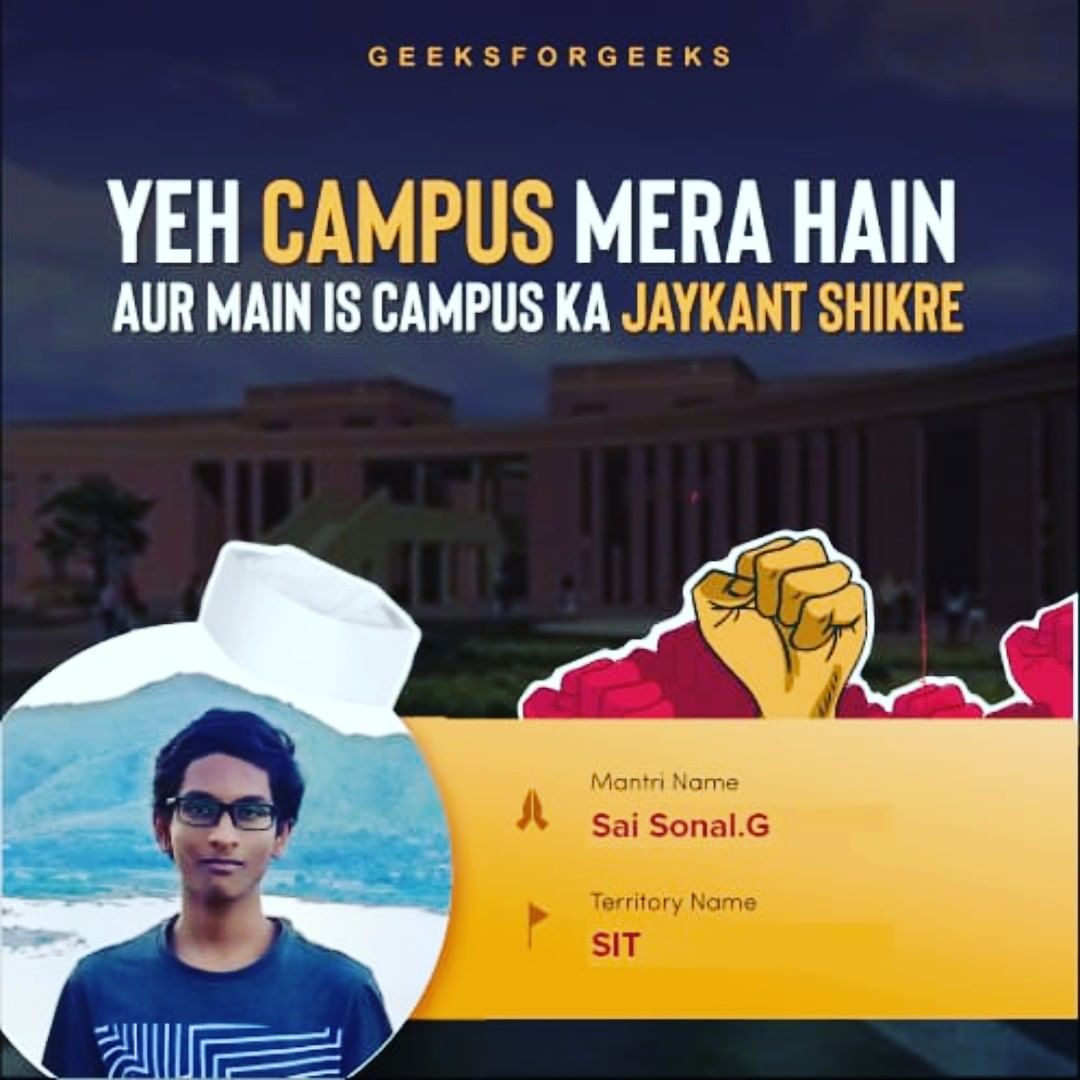 GEEKSFORGEEKS
YEH CAMPUS MERA HAIN
AUR MAIN IS CAMPUS KA JAYKANT SHIKRE
Mantri Name
Sai Sonal.G
Territory Name
SIT